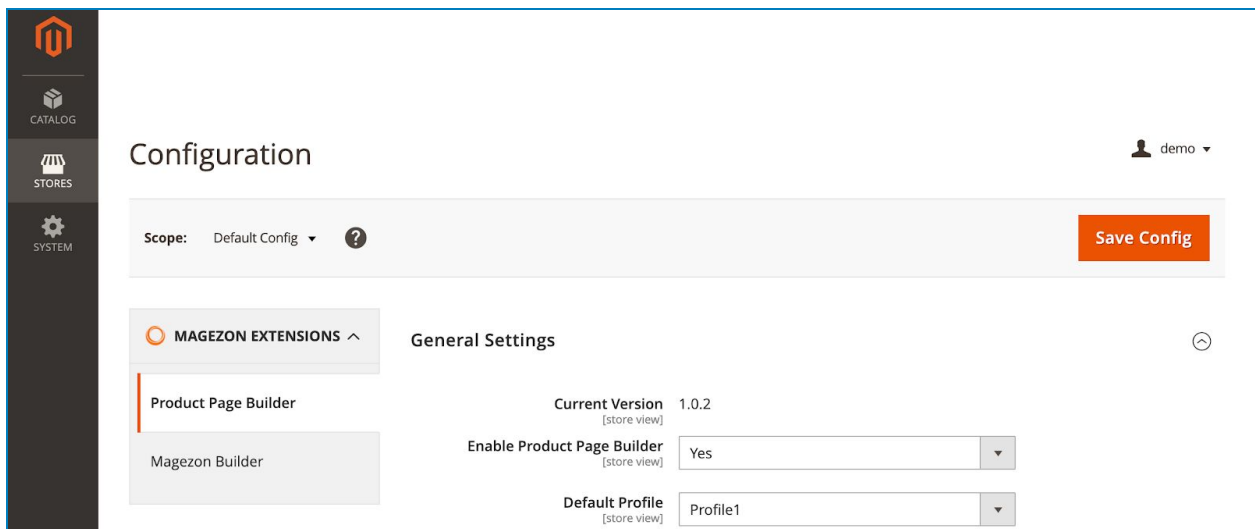 CATALOG
STORES
SYSTEM
Configuration
demo
Scope: Default Config ?
Save Config
MAGEZON EXTENSIONS
Product Page Builder
Magezon Builder
General Settings
Current Version 1.0.2
[store view]
Enable Product Page Builder Yes
[store view]
Default Profile Profile1
[store view]